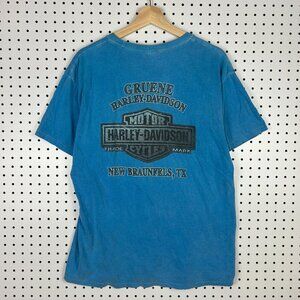 GRUENE
HARLEY-DAVIDSON
MOTOR
HARLEY-DAVIDSON
CYCLES
TRADE MARK
NEW BRAUNFELS, TX